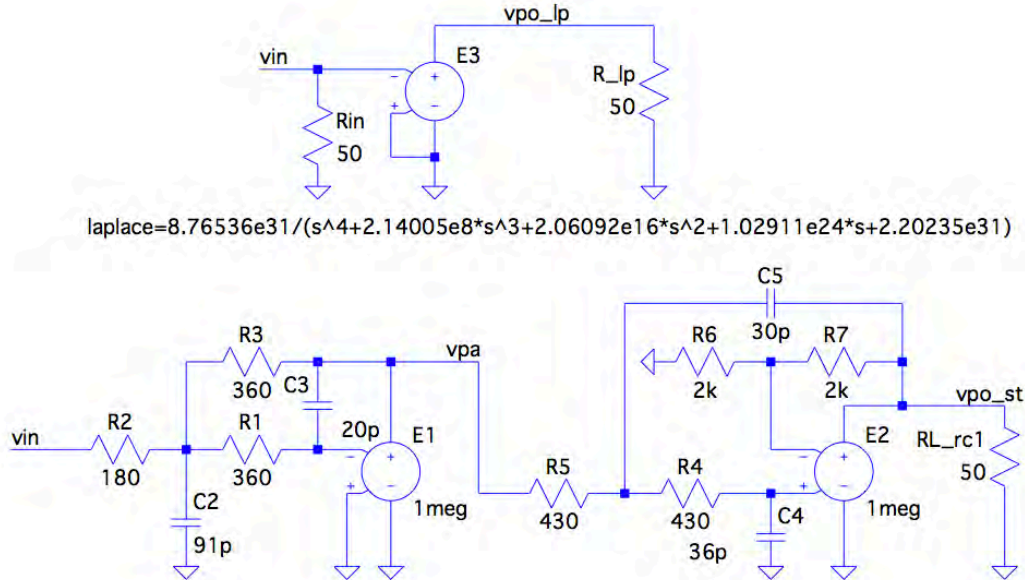 vpo_lp
vin
E3
R_lp
50
Rin
50
laplace=8.76536e31/(s^4+2.14005e8*s^3+2.06092e16*s^2+1.02911e24*s+2.20235e31)
C5
30p
R6
2k
R7
2k
R3
360
C3
20p
vpa
vin
R2
180
R1
360
E1
1meg
C2
91p
R5
430
R4
430
C4
36p
E2
1meg
vpo_st
RL_rc1
50